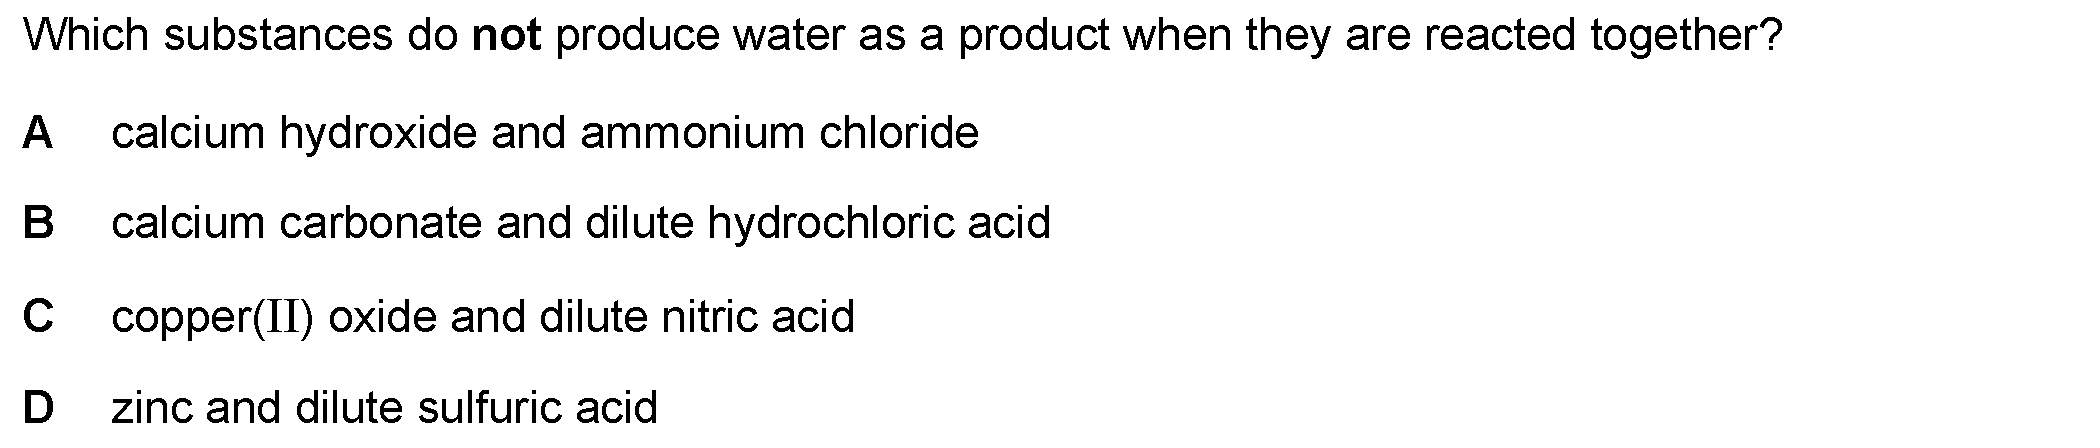 Which substances do not produce water as a product when they are reacted together?
A calcium hydroxide and ammonium chloride
B calcium carbonate and dilute hydrochloric acid
C copper(II) oxide and dilute nitric acid
D zinc and dilute sulfuric acid